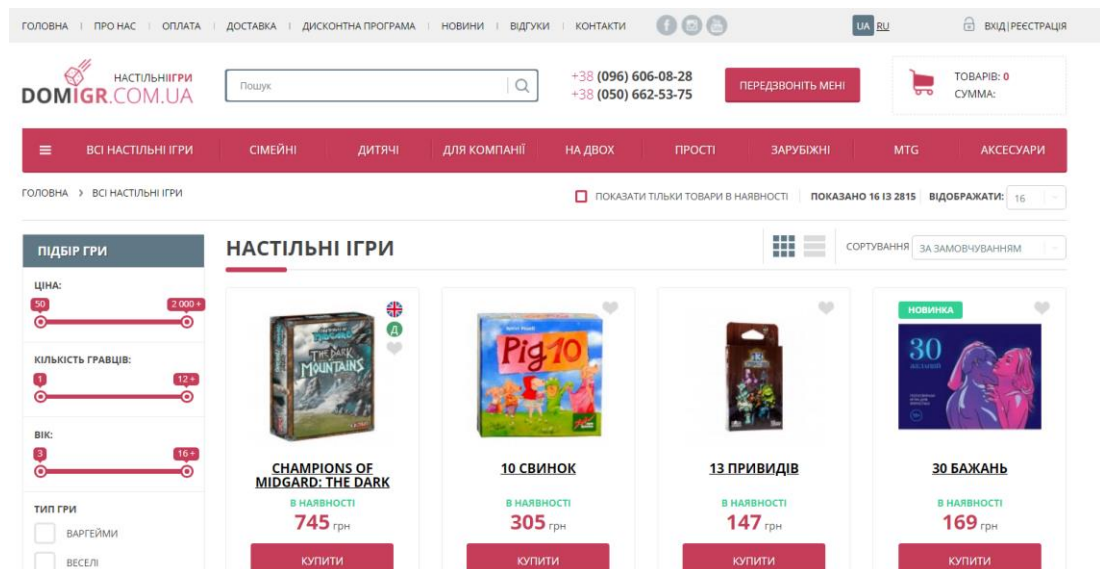 ГОЛОВНА ПРО НАС ОПЛАТА ДОСТАВКА ДИСКОНТНА ПРОГРАМА НОВИНИ ВІДГУКИ КОНТАКТИ UA RU ВХІД|РЕЄСТРАЦІЯ
НАСТІЛЬНІІГРИ
DOMIGR.COM.UA
Пошук
+38 (096) 606-08-28
+38 (050) 662-53-75
ПЕРЕДЗВОНІТЬ МЕНІ
ТОВАРІВ: 0
СУММА:
ВСІ НАСТІЛЬНІ ІГРИ СІМЕЙНІ ДИТЯЧІ ДЛЯ КОМПАНІЇ НА ДВОХ ПРОСТІ ЗАРУБІЖНІ MTG АКСЕСУАРИ
ГОЛОВНА > ВСІ НАСТІЛЬНІ ІГРИ
ПОКАЗАТИ ТІЛЬКИ ТОВАРИ В НАЯВНОСТІ ПОКАЗАНО 16 ІЗ 2815 ВІДОБРАЖАТИ: 16
ПІДБІР ГРИ
ЦІНА:
50 2 000 +
КІЛЬКІСТЬ ГРАВЦІВ:
1 12 +
ВІК:
3 16 +
ТИП ГРИ
ВАРГЕЙМИ
ВЕСЕЛІ
НАСТІЛЬНІ ІГРИ
СОРТУВАННЯ ЗА ЗАМОВЧУВАННЯМ
Д
MIDGARD
THE DARK
MOUNTAINS
CHAMPIONS OF
MIDGARD: THE DARK
В НАЯВНОСТІ
745 грн
КУПИТИ
Pig 10
10 СВИНОК
В НАЯВНОСТІ
305 грн
КУПИТИ
13
13 ПРИВИДІВ
В НАЯВНОСТІ
147 грн
КУПИТИ
НОВИНКА
30
ЖЕЛАНИЙ
30 БАЖАНЬ
В НАЯВНОСТІ
169 грн
КУПИТИ